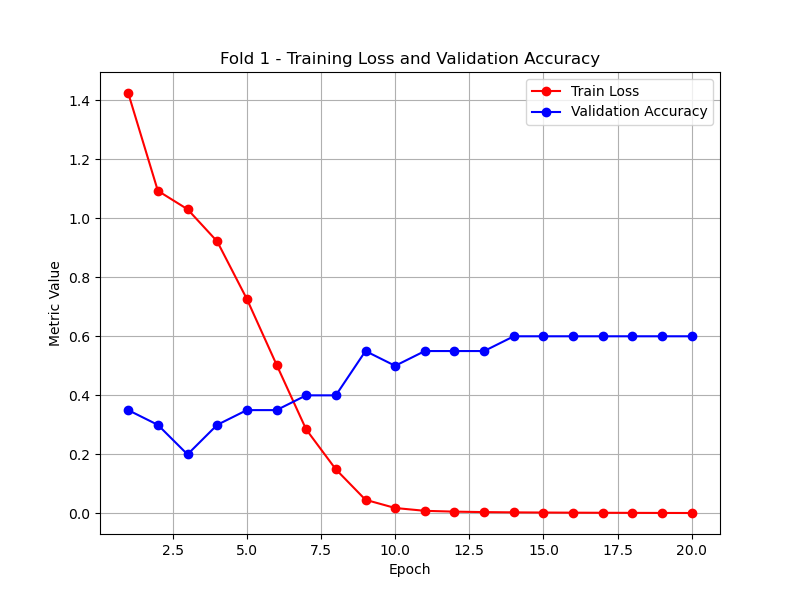 Fold 1 - Training Loss and Validation Accuracy
Train Loss
Validation Accuracy
1.4
1.2
1.0
0.8
0.6
0.4
0.2
0.0
Metric Value
2.5 5.0 7.5 10.0 12.5 15.0 17.5 20.0
Epoch